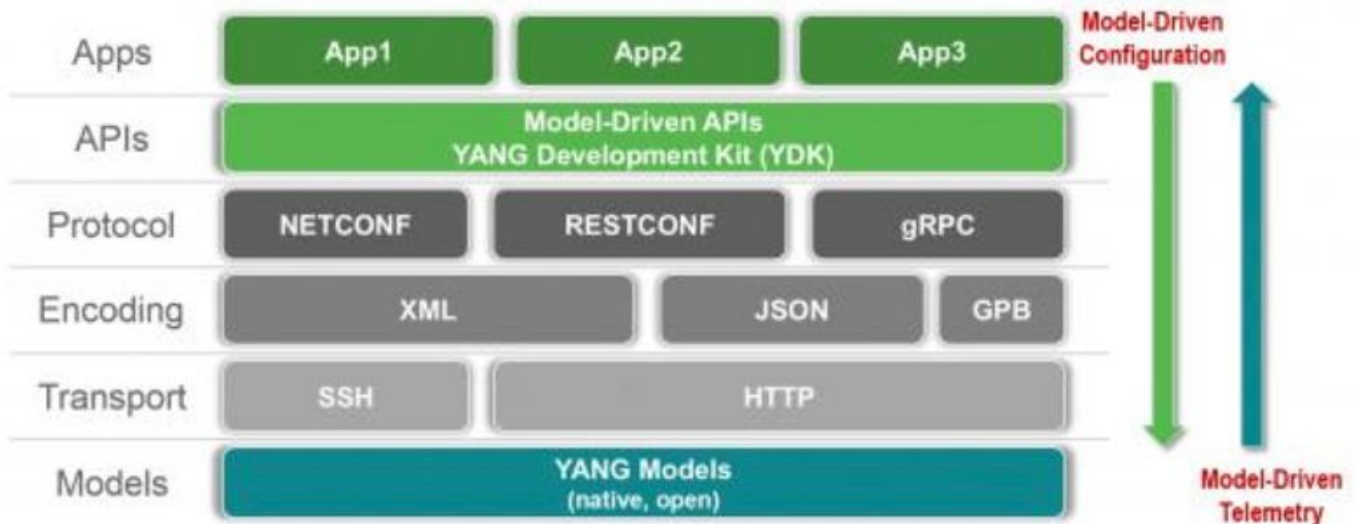 Apps
App1
App2
App3
Model-Driven
Configuration
APIs
Model-Driven APIs
YANG Development Kit (YDK)
Protocol
NETCONF
RESTCONF
gRPC
Encoding
XML
JSON
GPB
Transport
SSH
HTTP
Models
YANG Models
(native, open)
Model-Driven
Telemetry